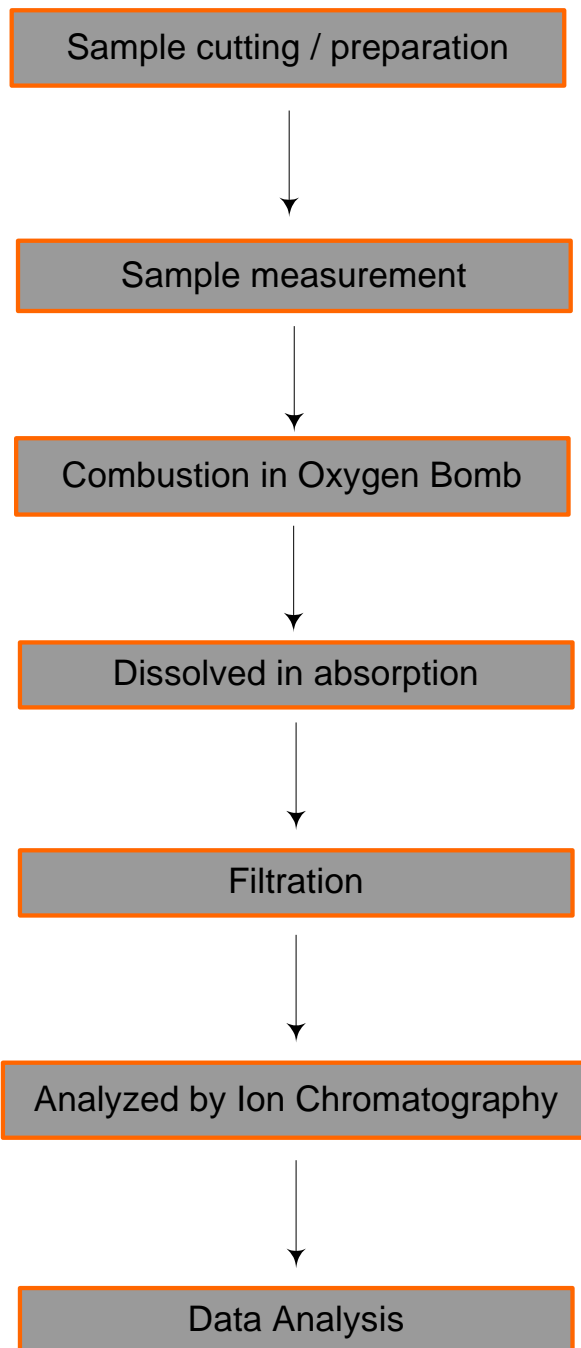 Sample cutting / preparation
Sample measurement
Combustion in Oxygen Bomb
Dissolved in absorption
Filtration
Analyzed by Ion Chromatography
Data Analysis